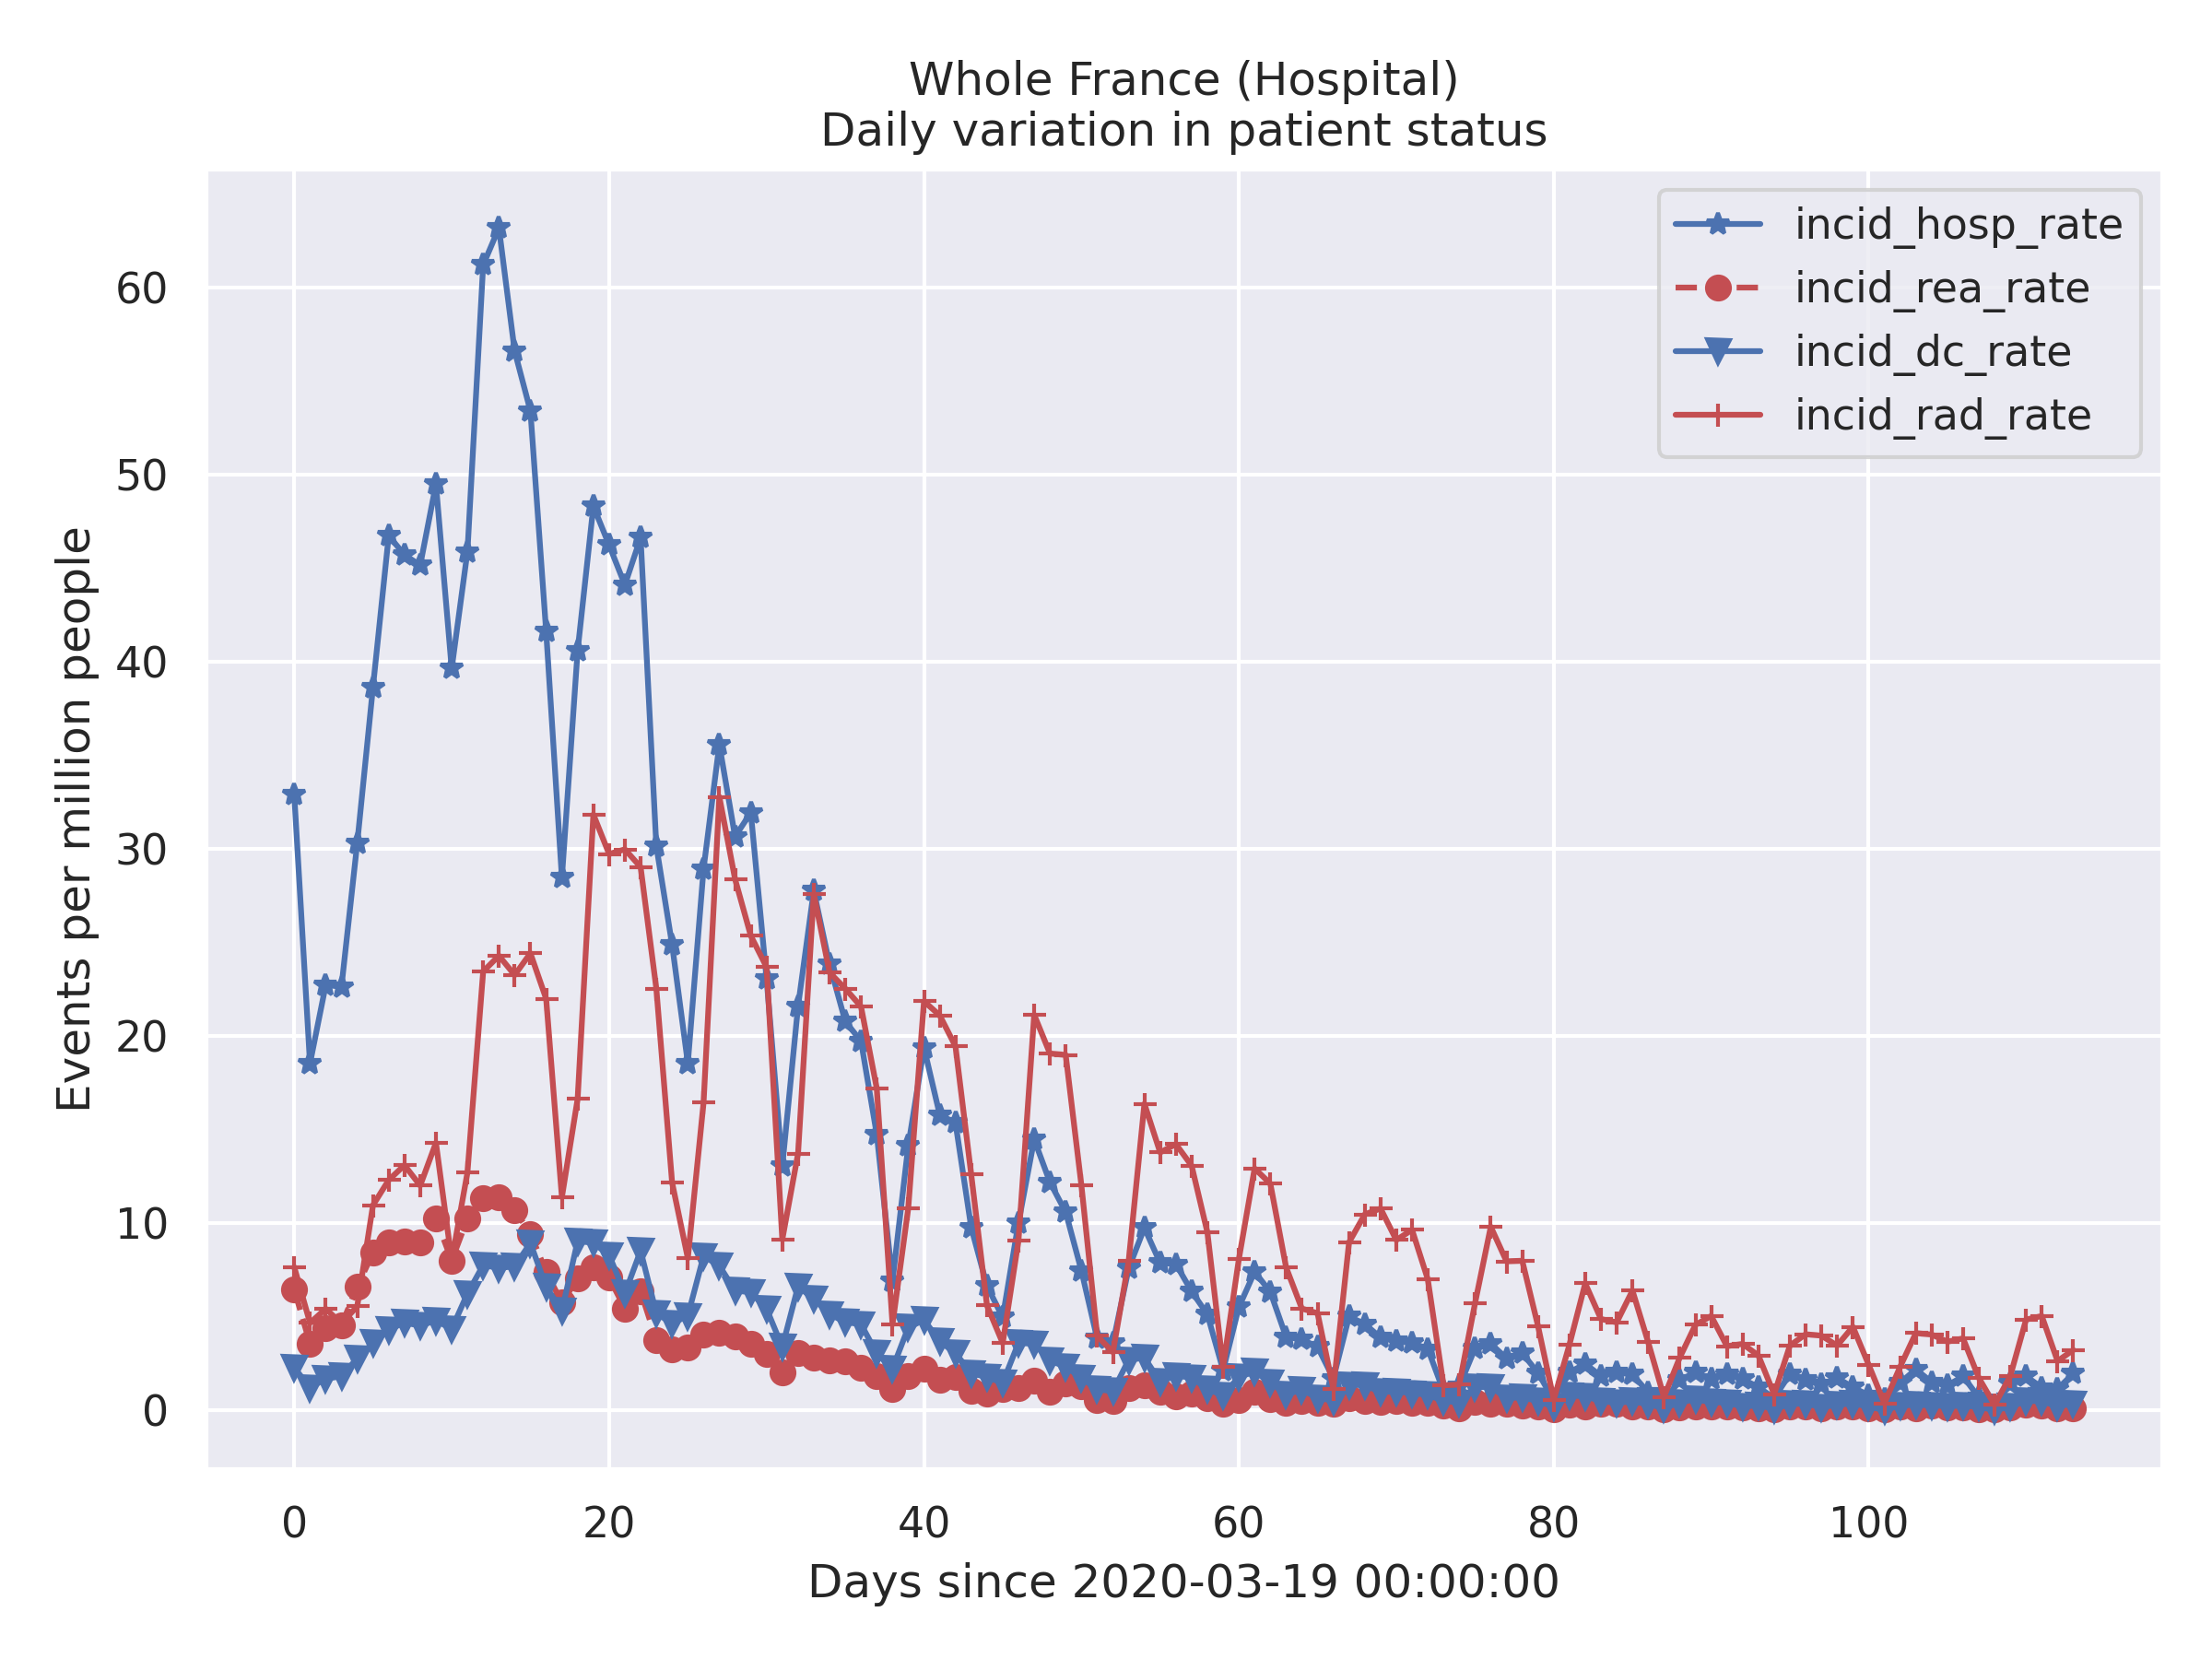 Whole France (Hospital)
Daily variation in patient status
incid_hosp_rate
incid_rea_rate
incid_dc_rate
incid_rad_rate
Events per million people
60
50
40
30
20
10
0
0 20 40 60 80 100
Days since 2020-03-19 00:00:00